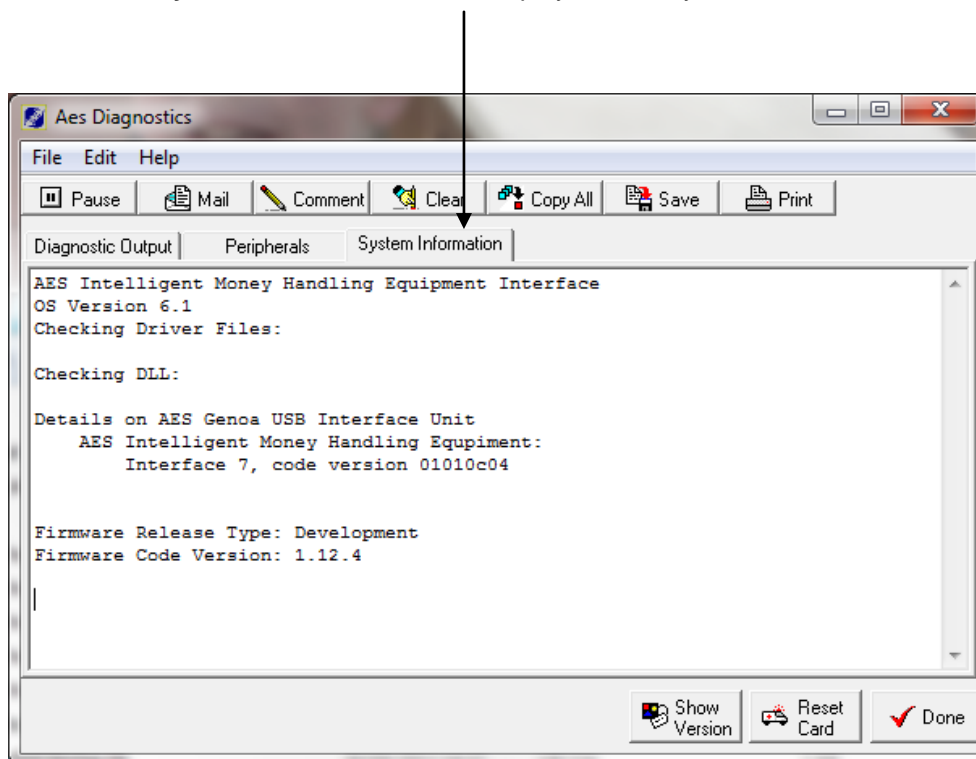 Aes Diagnostics
File Edit Help
Pause Mail Comment Clear Copy All Save Print
Diagnostic Output Peripherals System Information
AES Intelligent Money Handling Equipment Interface
OS Version 6.1
Checking Driver Files:
Checking DLL:
Details on AES Genoa USB Interface Unit
AES Intelligent Money Handling Equpiment:
Interface 7, code version 01010c04
Firmware Release Type: Development
Firmware Code Version: 1.12.4
Show Version Reset Card Done